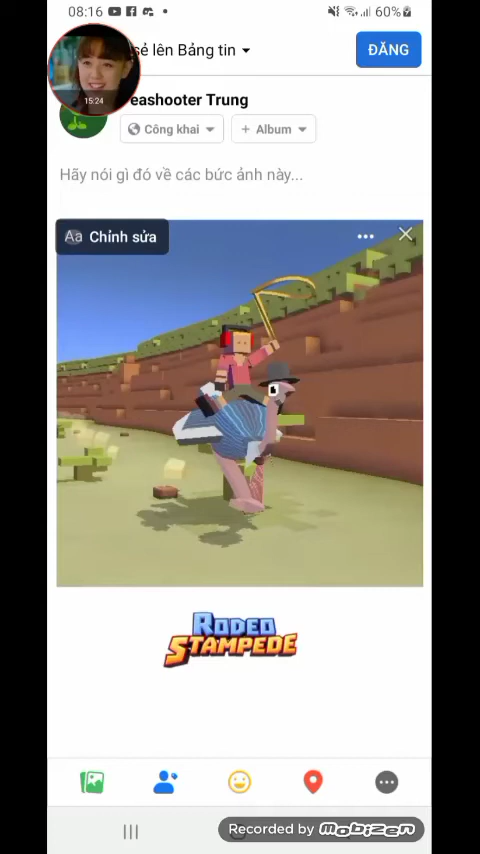 08:16
60%
sẻ lên Bảng tin
ĐĂNG
15:24
eashooter Trung
Công khai
+ Album
Hãy nói gì đó về các bức ảnh này...
Aa Chỉnh sửa
RODEO
STAMPEDE
Recorded by MOBIZEN